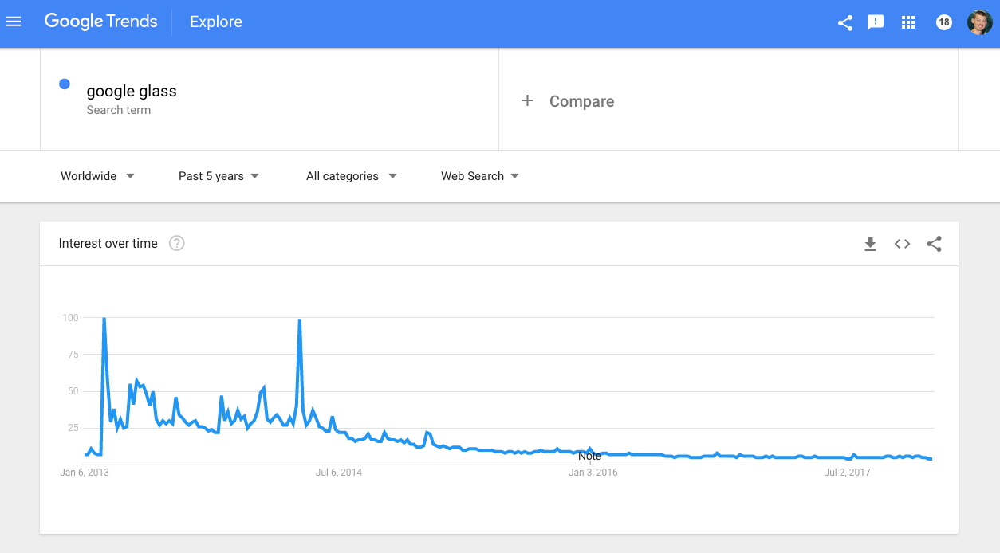 Google Trends Explore 18
google glass
Search term
+ Compare
Worldwide Past 5 years All categories Web Search
Interest over time ?
100
75
50
25
Note
Jan 6, 2013 Jul 6, 2014 Jan 3, 2016 Jul 2, 2017